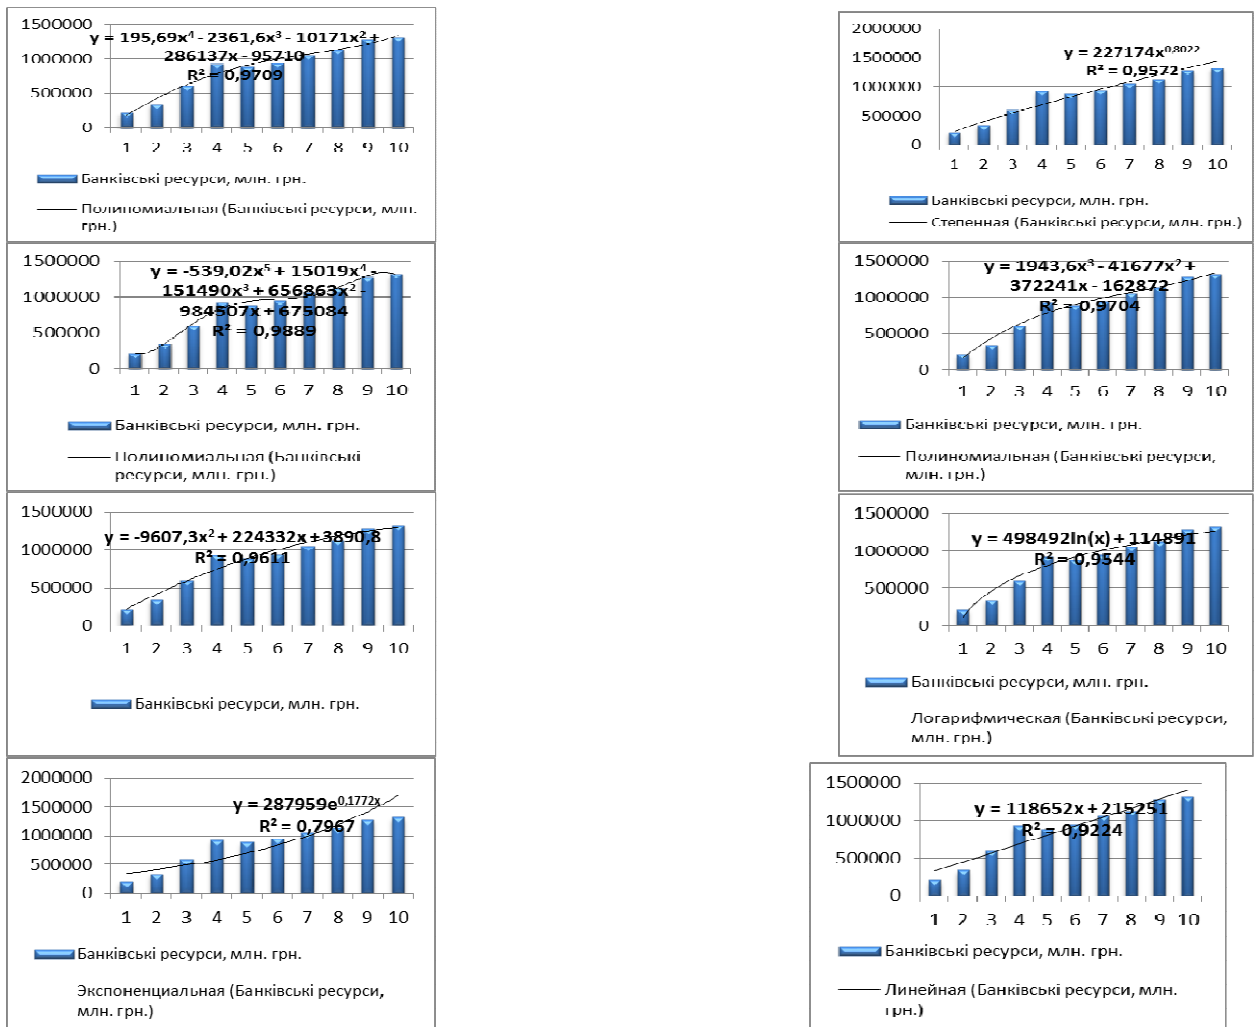 1500000
1000000
500000
0
y = 195,69x⁴ - 2361,6x³ - 10171x² +
286137x - 95710
R² = 0,9709
1 2 3 4 5 6 7 8 9 10
Банківські ресурси, млн. грн.
Полиномиальная (Банківські ресурси, млн.
грн.)
2000000
1500000
1000000
500000
0
y = 227174x⁰,⁸⁰²²
R² = 0,9572
1 2 3 4 5 6 7 8 9 10
Банківські ресурси, млн. грн.
Степенная (Банківські ресурси, млн. грн.)
1500000
1000000
500000
0
y = -539,02x⁵ + 15019x⁴ -
151490x³ + 656863x² -
984507x + 675084
R² = 0,9889
1 2 3 4 5 6 7 8 9 10
Банківські ресурси, млн. грн.
Полиномиальная (Банківські
ресурси, млн. грн.)
1500000
1000000
500000
0
y = 1943,6x³ - 41677x² +
372241x - 162872
R² = 0,9704
1 2 3 4 5 6 7 8 9 10
Банківські ресурси, млн. грн.
Полиномиальная (Банківські ресурси,
млн. грн.)
1500000
1000000
500000
0
y = -9607,3x² + 224332x + 3890,8
R² = 0,9611
1 2 3 4 5 6 7 8 9 10
Банківські ресурси, млн. грн.
1500000
1000000
500000
0
y = 498492ln(x) + 114891
R² = 0,9544
1 2 3 4 5 6 7 8 9 10
Банківські ресурси, млн. грн.
Логарифмическая (Банківські ресурси,
млн. грн.)
2000000
1500000
1000000
500000
0
y = 287959e⁰,¹⁷⁷²ˣ
R² = 0,7967
1 2 3 4 5 6 7 8 9 10
Банківські ресурси, млн. грн.
Экспоненциальная (Банківські ресурси,
млн. грн.)
1500000
1000000
500000
0
y = 118652x + 215251
R² = 0,9224
1 2 3 4 5 6 7 8 9 10
Банківські ресурси, млн. грн.
Линейная (Банківські ресурси, млн.
грн.)